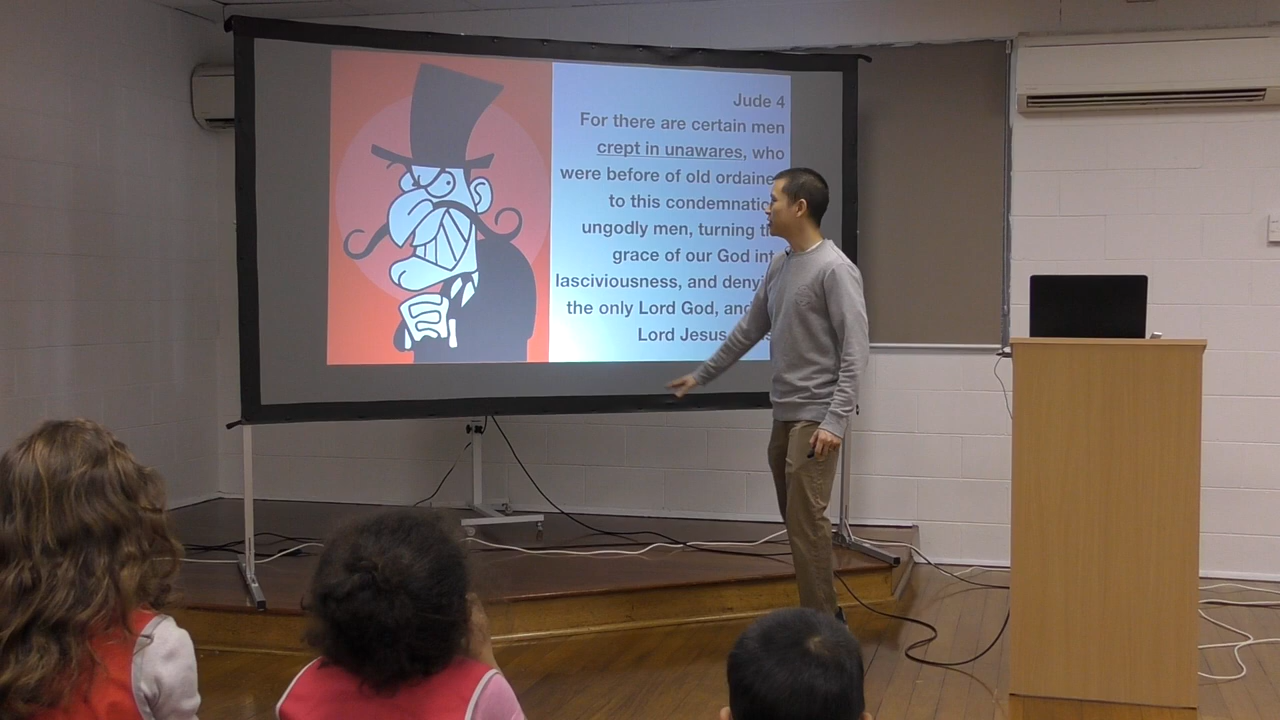 Jude 4
For there are certain men
crept in unawares, who
were before of old
to this
ungodly men, turning
grace of our God
lasciviousness, and
the only Lord God,
Lord Jesus